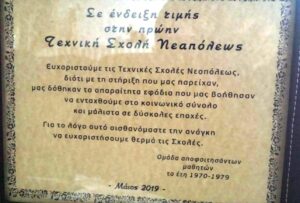 Σε ένδειξη τιμής
στην πρώην
Τεχνική Σχολή Νεαπόλεως
Ευχαριστούμε τις Τεχνικές Σχολές Νεαπόλεως,
διότι με τη στήριξη που μας παρείχαν,
μας δόθηκαν τα απαραίτητα εφόδια που μας βοήθησαν
να ενταχθούμε στο κοινωνικό σύνολο
και μάλιστα σε δύσκολες εποχές.
Για το λόγο αυτό αισθανόμαστε την ανάγκη
να ευχαριστήσουμε θερμά τις Σχολές.
Ομάδα αποφοιτησάντων
μαθητών
τα έτη 1970-1979
- Μάιος 2019 -